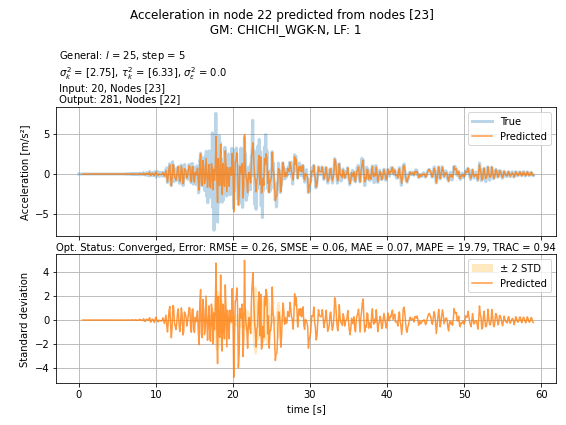 Acceleration in node 22 predicted from nodes [23]
GM: CHICHI_WGK-N, LF: 1
General: l = 25, step = 5
σ²ₖ = [2.75], τ²ₖ = [6.33], σ²ε = 0.0
Input: 20, Nodes [23]
Output: 281, Nodes [22]
Acceleration [m/s²]
5
0
−5
True
Predicted
Opt. Status: Converged, Error: RMSE = 0.26, SMSE = 0.06, MAE = 0.07, MAPE = 19.79, TRAC = 0.94
Standard deviation
4
2
0
−2
−4
± 2 STD
Predicted
0 10 20 30 40 50 60
time [s]